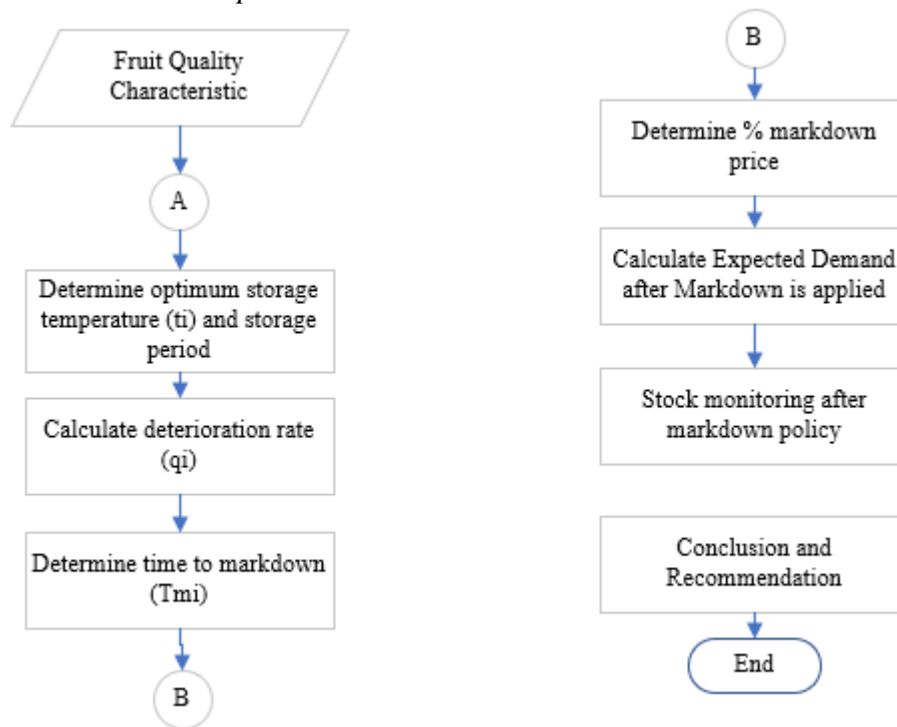 Fruit Quality
Characteristic
A
Determine optimum storage
temperature (ti) and storage
period
Calculate deterioration rate
(qi)
Determine time to markdown
(Tmi)
B
B
Determine % markdown
price
Calculate Expected Demand
after Markdown is applied
Stock monitoring after
markdown policy
Conclusion and
Recommendation
End